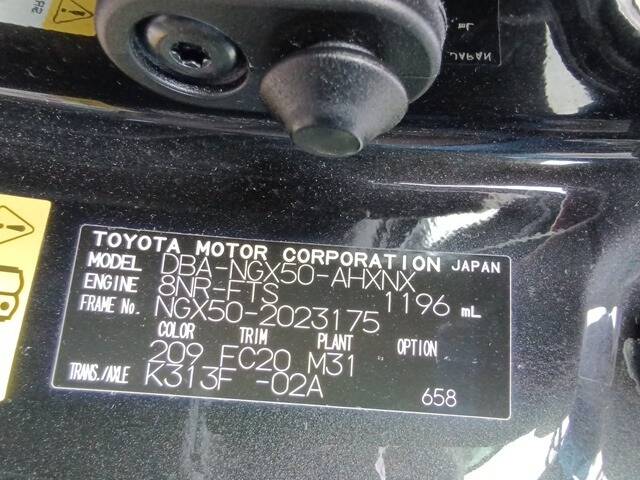 TOYOTA MOTOR CORPORATION JAPAN
MODEL DBA-NGX50-AHXNX
ENGINE 8NR-FTS 1196 mL
FRAME No. NGX50-2023175
COLOR TRIM PLANT OPTION
209 FC20 M31
TRANS./AXLE K313F -02A
658